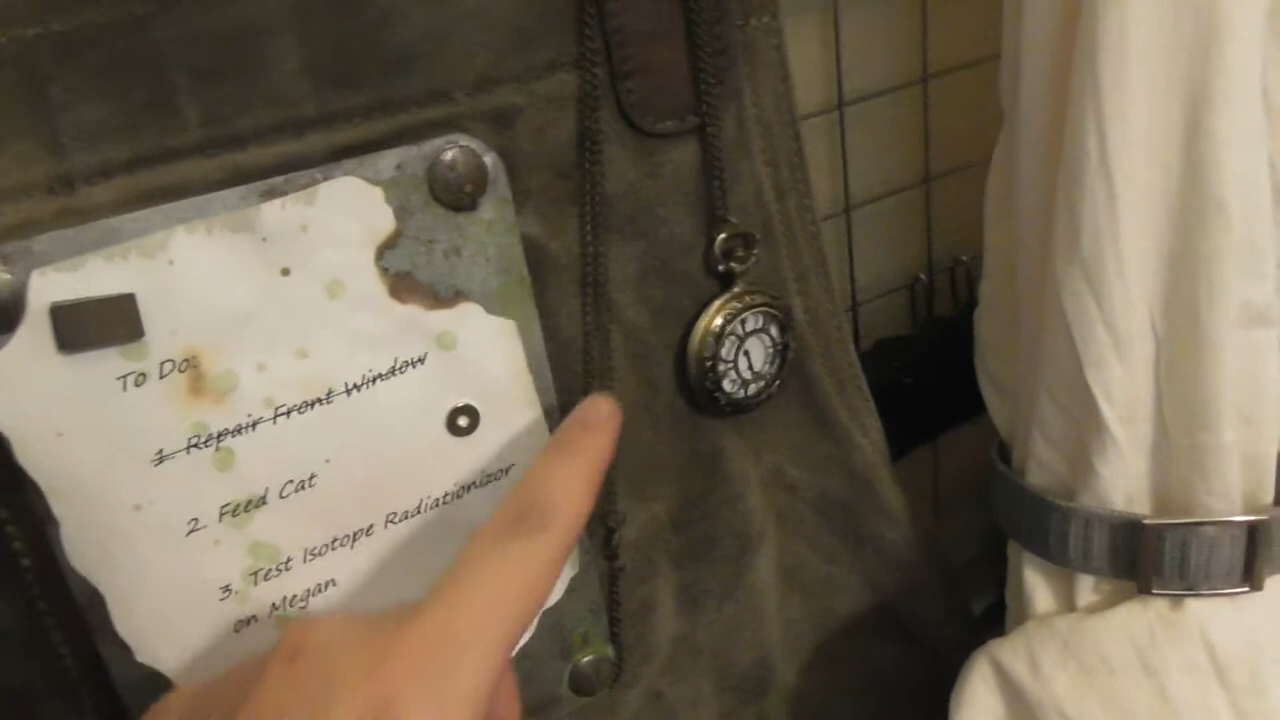 To Do:
1. Repair Front Window
2. Feed Cat
3. Test Isotope Radiationizor
on Megan